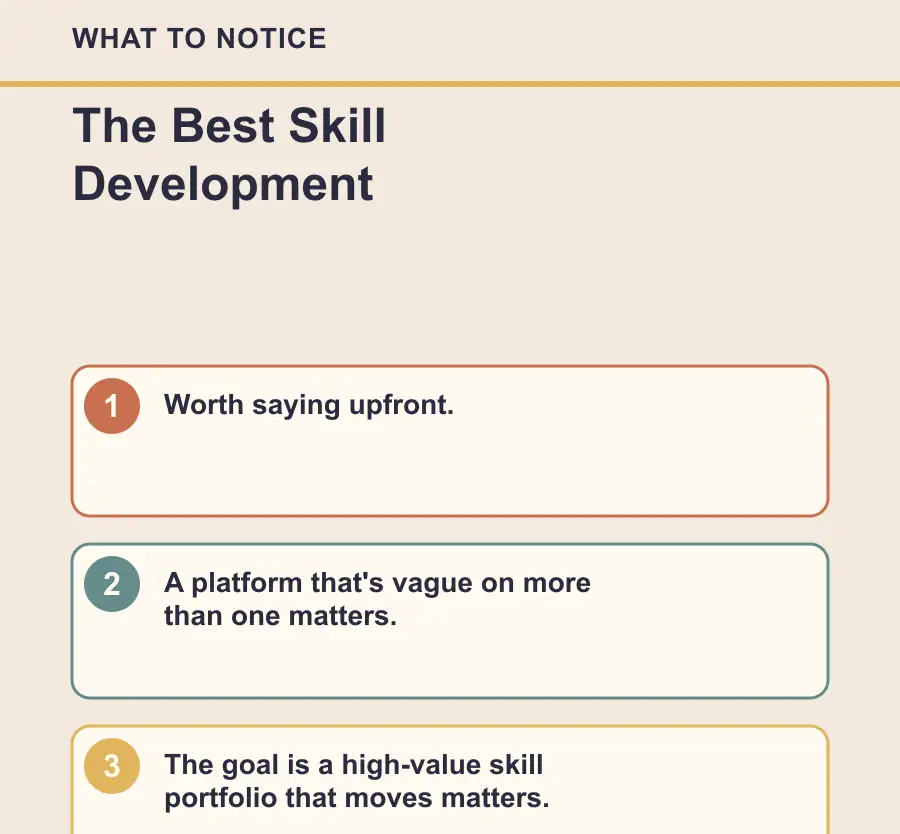 WHAT TO NOTICE
The Best Skill
Development
1
Worth saying upfront.
2
A platform that's vague on more
than one matters.
3
The goal is a high-value skill
portfolio that moves matters.